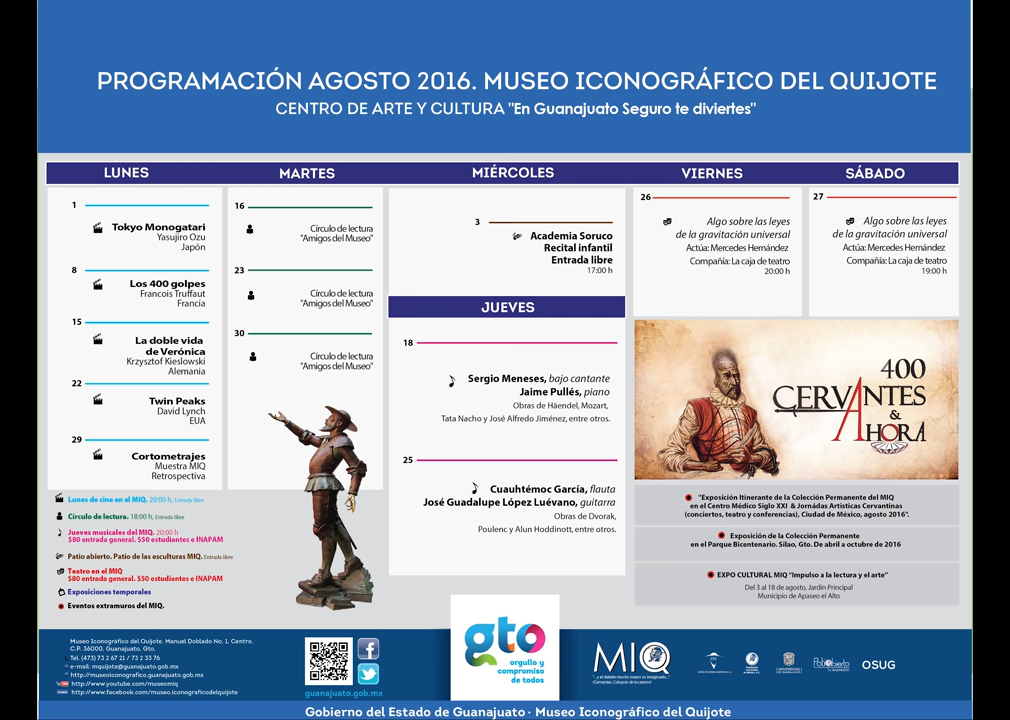 PROGRAMACIÓN AGOSTO 2016. MUSEO ICONOGRÁFICO DEL QUIJOTE
CENTRO DE ARTE Y CULTURA "En Guanajuato Seguro te diviertes"
LUNES
1
Tokyo Monogatari
Yasujiro Ozu
Japón
8
Los 400 golpes
Francois Truffaut
Francia
15
La doble vida
de Verónica
Krzysztof Kieslowski
Alemania
22
Twin Peaks
David Lynch
EUA
29
Cortometrajes
Muestra MIQ
Retrospectiva
MARTES
16
Círculo de lectura
"Amigos del Museo"
23
Círculo de lectura
"Amigos del Museo"
30
Círculo de lectura
"Amigos del Museo"
MIÉRCOLES
3
Academia Soruco
Recital infantil
Entrada libre
17:00 h
JUEVES
18
Sergio Meneses, bajo cantante
Jaime Pullés, piano
Obras de Häendel, Mozart,
Tata Nacho y José Alfredo Jiménez, entre otros.
25
Cuauhtémoc García, flauta
José Guadalupe López Luévano, guitarra
Obras de Dvorak,
Poulenc y Alun Hoddinott, entre otros.
VIERNES
26
Algo sobre las leyes
de la gravitación universal
Actúa: Mercedes Hernández
Compañía: La caja de teatro
20:00 h
SÁBADO
27
Algo sobre las leyes
de la gravitación universal
Actúa: Mercedes Hernández
Compañía: La caja de teatro
19:00 h
400
CERVANTES
&
AHORA
"Exposición Itinerante de la Colección Permanente del MIQ
en el Centro Médico Siglo XXI & Jornadas Artísticas Cervantinas
(conciertos, teatro y conferencias), Ciudad de México, agosto 2016".
Exposición de la Colección Permanente
en el Parque Bicentenario. Silao, Gto. De abril a octubre de 2016
EXPO CULTURAL MIQ "Impulso a la lectura y el arte"
Del 3 al 18 de agosto, Jardín Principal
Municipio de Apaseo el Alto
Lunes de cine en el MIQ. 20:00 h, Entrada libre
Círculo de lectura. 18:00 h, Entrada libre
Jueves musicales del MIQ. 20:00 h
$80 entrada general. $50 estudiantes e INAPAM
Patio abierto. Patio de las esculturas MIQ. Entrada libre
Teatro en el MIQ
$80 entrada general. $50 estudiantes e INAPAM
Exposiciones temporales
Eventos extramuros del MIQ.
Museo Iconográfico del Quijote. Manuel Doblado No. 1, Centro,
C.P. 36000, Guanajuato, Gto.
Tel. (473) 73 2 67 21 / 73 2 33 76
e-mail: miquijote@guanajuato.gob.mx
http://museoiconografico.guanajuato.gob.mx
http://www.youtube.com/museomiq
http://www.facebook.com/museo.iconograficodelquijote
guanajuato.gob.mx
gto
orgullo y
compromiso
de todos
MIQ
OSUG
Gobierno del Estado de Guanajuato · Museo Iconográfico del Quijote